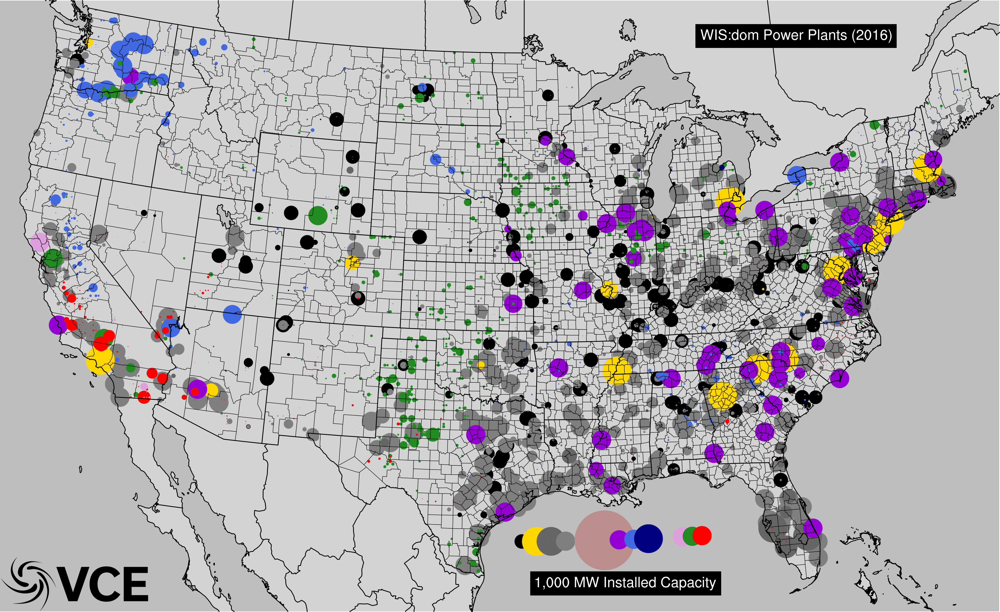 WIS:dom Power Plants (2016)
1,000 MW Installed Capacity
VCE